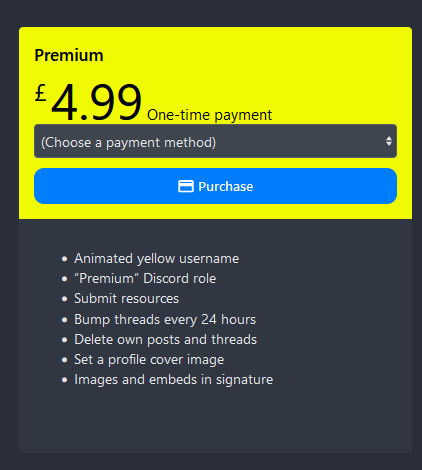 Premium
£4.99 One-time payment
(Choose a payment method)
Purchase
Animated yellow username
"Premium" Discord role
Submit resources
Bump threads every 24 hours
Delete own posts and threads
Set a profile cover image
Images and embeds in signature